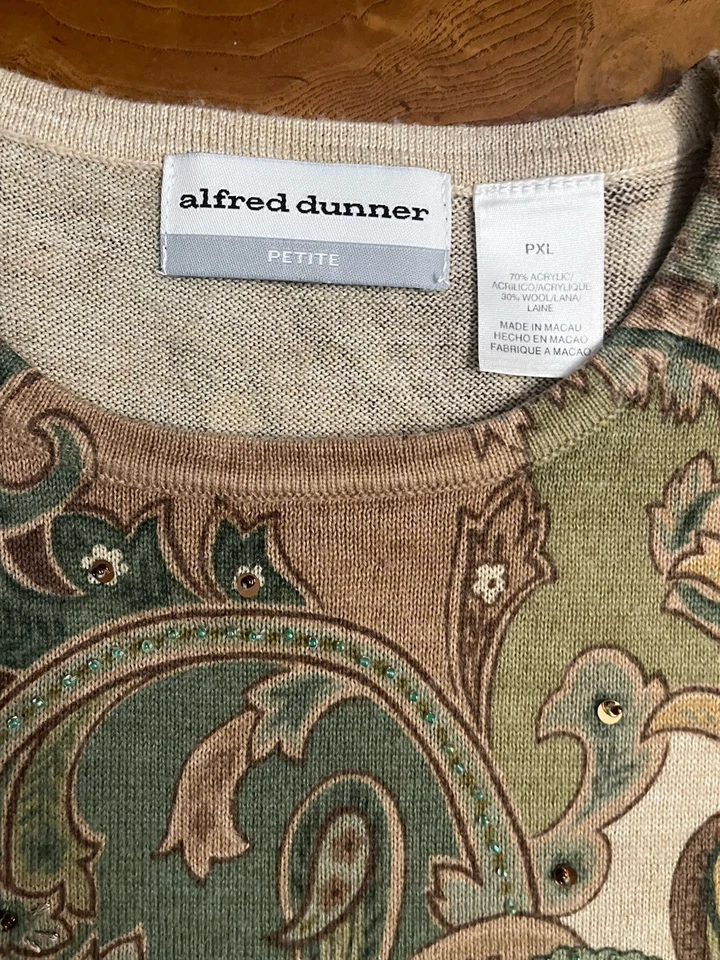 alfred dunner
PETITE
PXL
70% ACRYLIC/
ACRILICO/ACRYLIQUE
30% WOOL/LANA/
LAINE
MADE IN MACAU
HECHO EN MACAO
FABRIQUE A MACAO